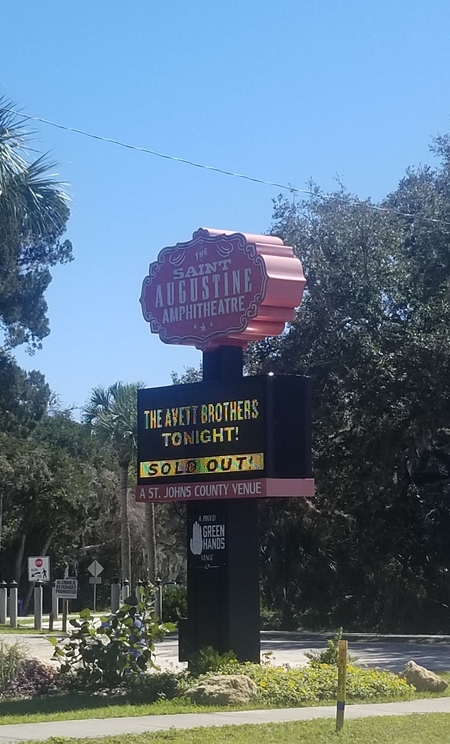 THE
SAINT
AUGUSTINE
AMPHITHEATRE
THE AVETT BROTHERS
TONIGHT!
SOLD OUT!
A ST. JOHNS COUNTY VENUE
A PROUD
GREEN
HANDS
VENUE